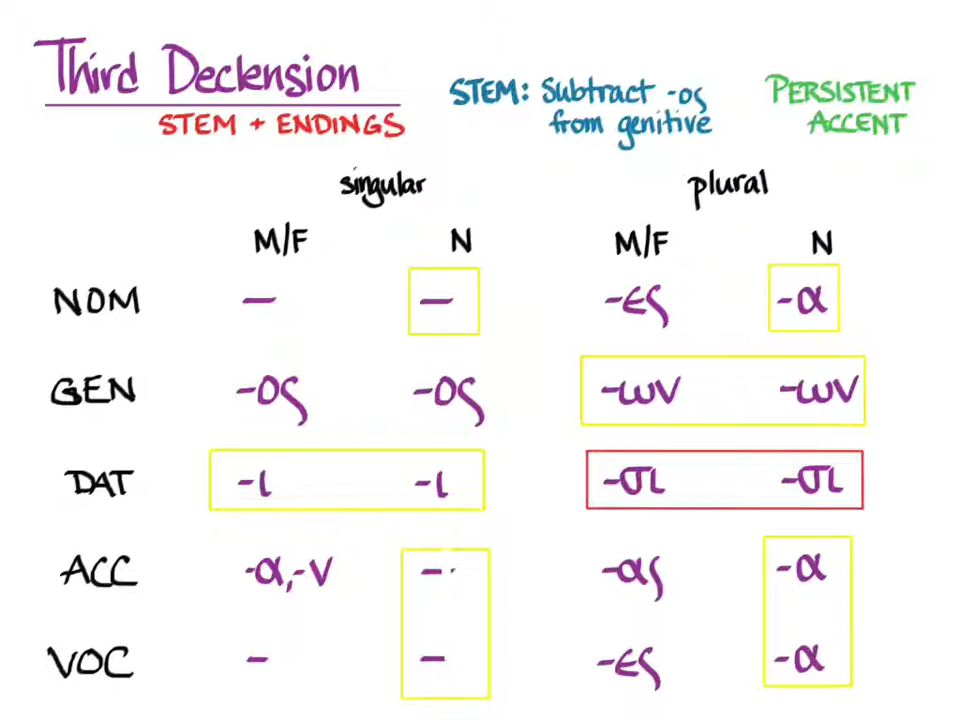 Third Declension
STEM + ENDINGS
STEM: Subtract -ος
from genitive
PERSISTENT
ACCENT
singular plural
M/F N M/F N
NOM – – -ες -α
GEN -ος -ος -ων -ων
DAT -ι -ι -σι -σι
ACC -α,-ν – -ας -α
VOC – – -ες -α